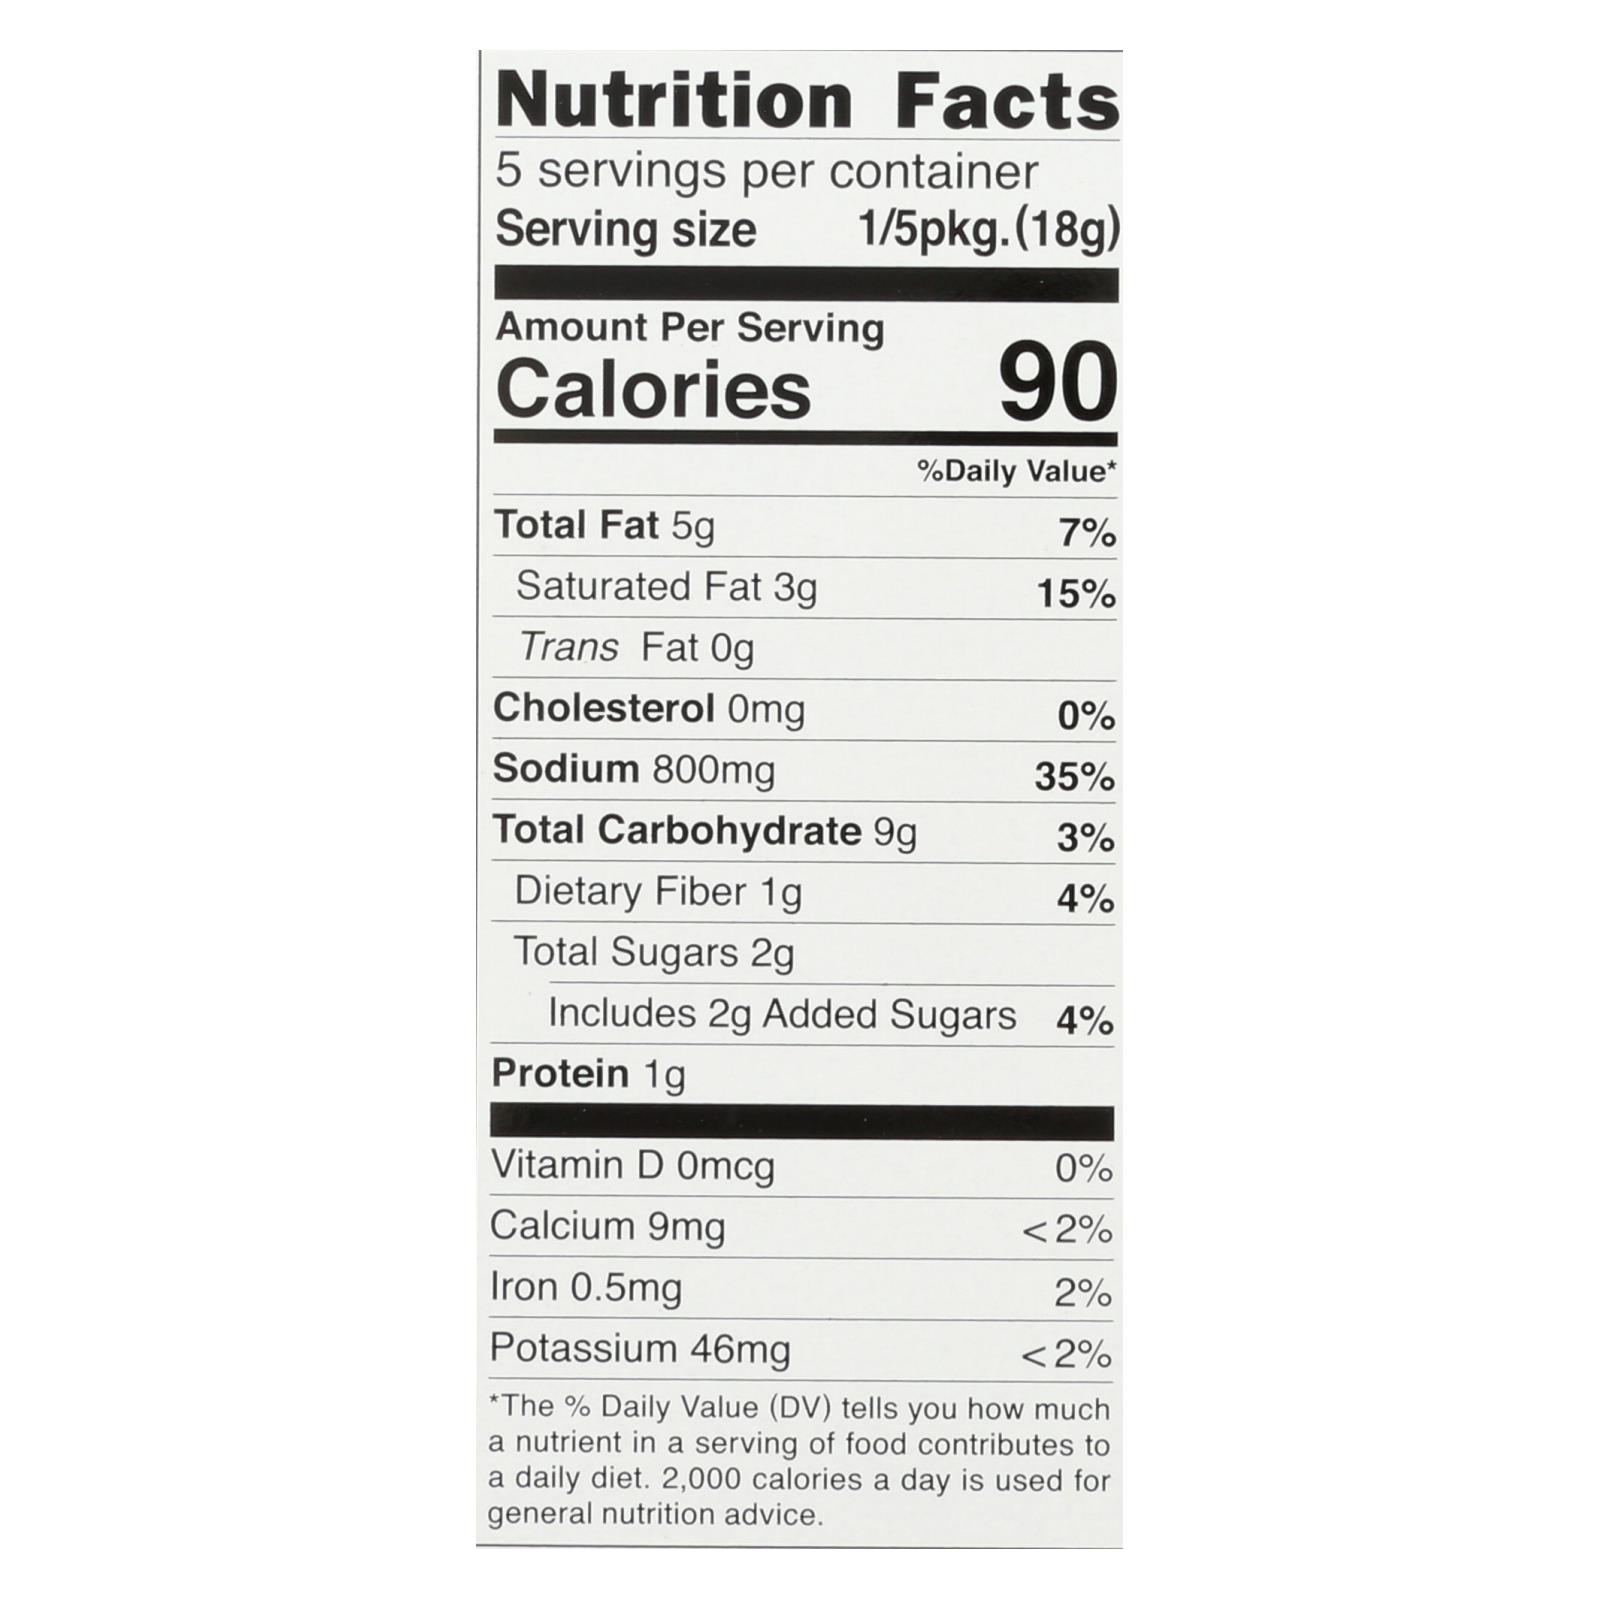 Nutrition Facts
5 servings per container
Serving size 1/5pkg.(18g)
Amount Per Serving
Calories 90
%Daily Value*
Total Fat 5g 7%
Saturated Fat 3g 15%
Trans Fat 0g
Cholesterol 0mg 0%
Sodium 800mg 35%
Total Carbohydrate 9g 3%
Dietary Fiber 1g 4%
Total Sugars 2g
Includes 2g Added Sugars 4%
Protein 1g
Vitamin D 0mcg 0%
Calcium 9mg <2%
Iron 0.5mg 2%
Potassium 46mg <2%
*The % Daily Value (DV) tells you how much
a nutrient in a serving of food contributes to
a daily diet. 2,000 calories a day is used for
general nutrition advice.